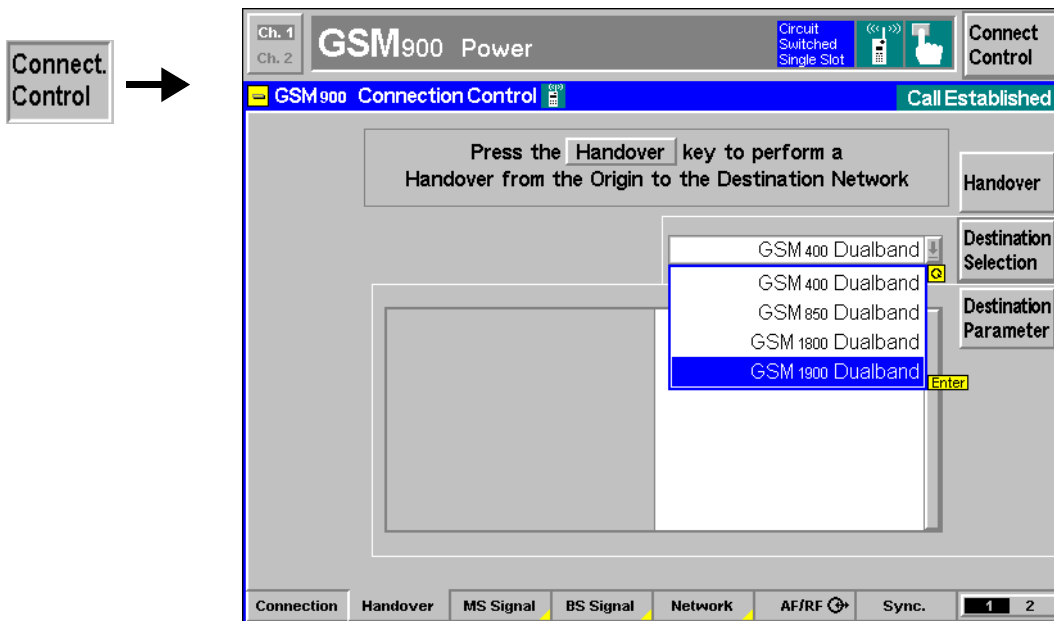 Connect.
Control
Ch. 1
Ch. 2
GSM900 Power
Circuit
Switched
Single Slot
Connect
Control
GSM900 Connection Control
Call Established
Press the Handover key to perform a
Handover from the Origin to the Destination Network
Handover
Destination
Selection
Destination
Parameter
GSM 400 Dualband
GSM 400 Dualband
GSM 850 Dualband
GSM 1800 Dualband
GSM 1900 Dualband
Enter
Connection Handover MS Signal BS Signal Network AF/RF Sync. 1 2